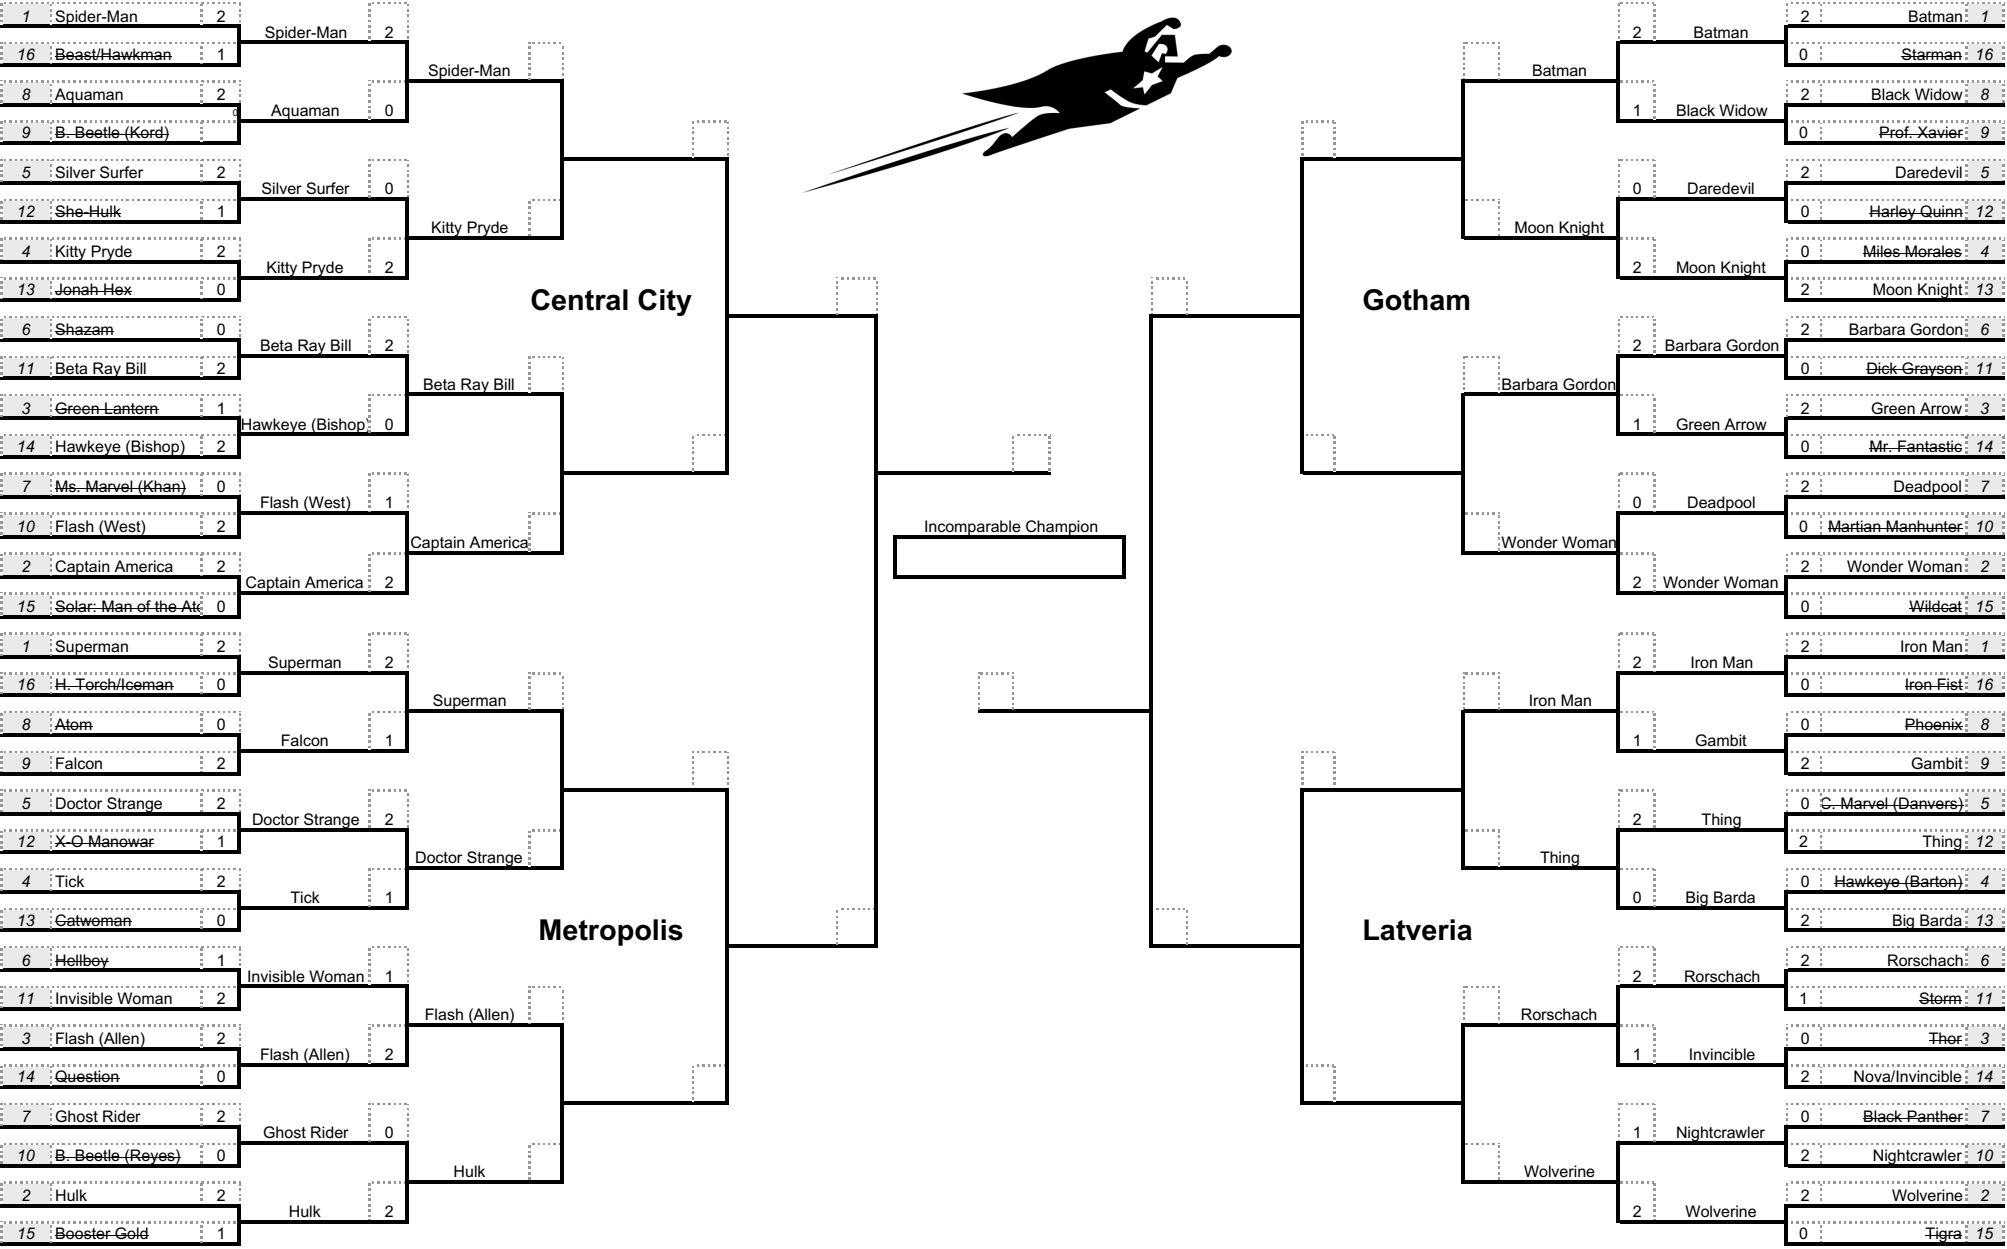 1 Spider-Man 2
16 Beast/Hawkman 1
8 Aquaman 2
9 B. Beetle (Kord) 0
5 Silver Surfer 2
12 She-Hulk 1
4 Kitty Pryde 2
13 Jonah Hex 0
6 Shazam 0
11 Beta Ray Bill 2
3 Green Lantern 1
14 Hawkeye (Bishop) 2
7 Ms. Marvel (Khan) 0
10 Flash (West) 2
2 Captain America 2
15 Solar: Man of the Ato 0
Spider-Man 2
Aquaman 0
Silver Surfer 0
Kitty Pryde 2
Beta Ray Bill 2
Hawkeye (Bishop) 0
Flash (West) 1
Captain America 2
Spider-Man
Kitty Pryde
Beta Ray Bill
Captain America
Central City
1 Superman 2
16 H. Torch/Iceman 0
8 Atom 0
9 Falcon 2
5 Doctor Strange 2
12 X-O Manowar 1
4 Tick 2
13 Catwoman 0
6 Hellboy 1
11 Invisible Woman 2
3 Flash (Allen) 2
14 Question 0
7 Ghost Rider 2
10 B. Beetle (Reyes) 0
2 Hulk 2
15 Booster Gold 1
Superman 2
Falcon 1
Doctor Strange 2
Tick 1
Invisible Woman 1
Flash (Allen) 2
Ghost Rider 0
Hulk 2
Superman
Doctor Strange
Flash (Allen)
Hulk
Metropolis
Incomparable Champion
Gotham
Batman
Moon Knight
Barbara Gordon
Wonder Woman
2 Batman
1 Black Widow
0 Daredevil
2 Moon Knight
2 Barbara Gordon
1 Green Arrow
0 Deadpool
2 Wonder Woman
2 Batman 1
0 Starman 16
2 Black Widow 8
0 Prof. Xavier 9
2 Daredevil 5
0 Harley Quinn 12
0 Miles Morales 4
2 Moon Knight 13
2 Barbara Gordon 6
0 Dick Grayson 11
2 Green Arrow 3
0 Mr. Fantastic 14
2 Deadpool 7
0 Martian Manhunter 10
2 Wonder Woman 2
0 Wildcat 15
Latveria
Iron Man
Thing
Rorschach
Wolverine
2 Iron Man
1 Gambit
2 Thing
0 Big Barda
2 Rorschach
1 Invincible
1 Nightcrawler
2 Wolverine
2 Iron Man 1
0 Iron Fist 16
0 Phoenix 8
2 Gambit 9
0 C. Marvel (Danvers) 5
2 Thing 12
0 Hawkeye (Barton) 4
2 Big Barda 13
2 Rorschach 6
1 Storm 11
0 Thor 3
2 Nova/Invincible 14
0 Black Panther 7
2 Nightcrawler 10
2 Wolverine 2
0 Tigra 15